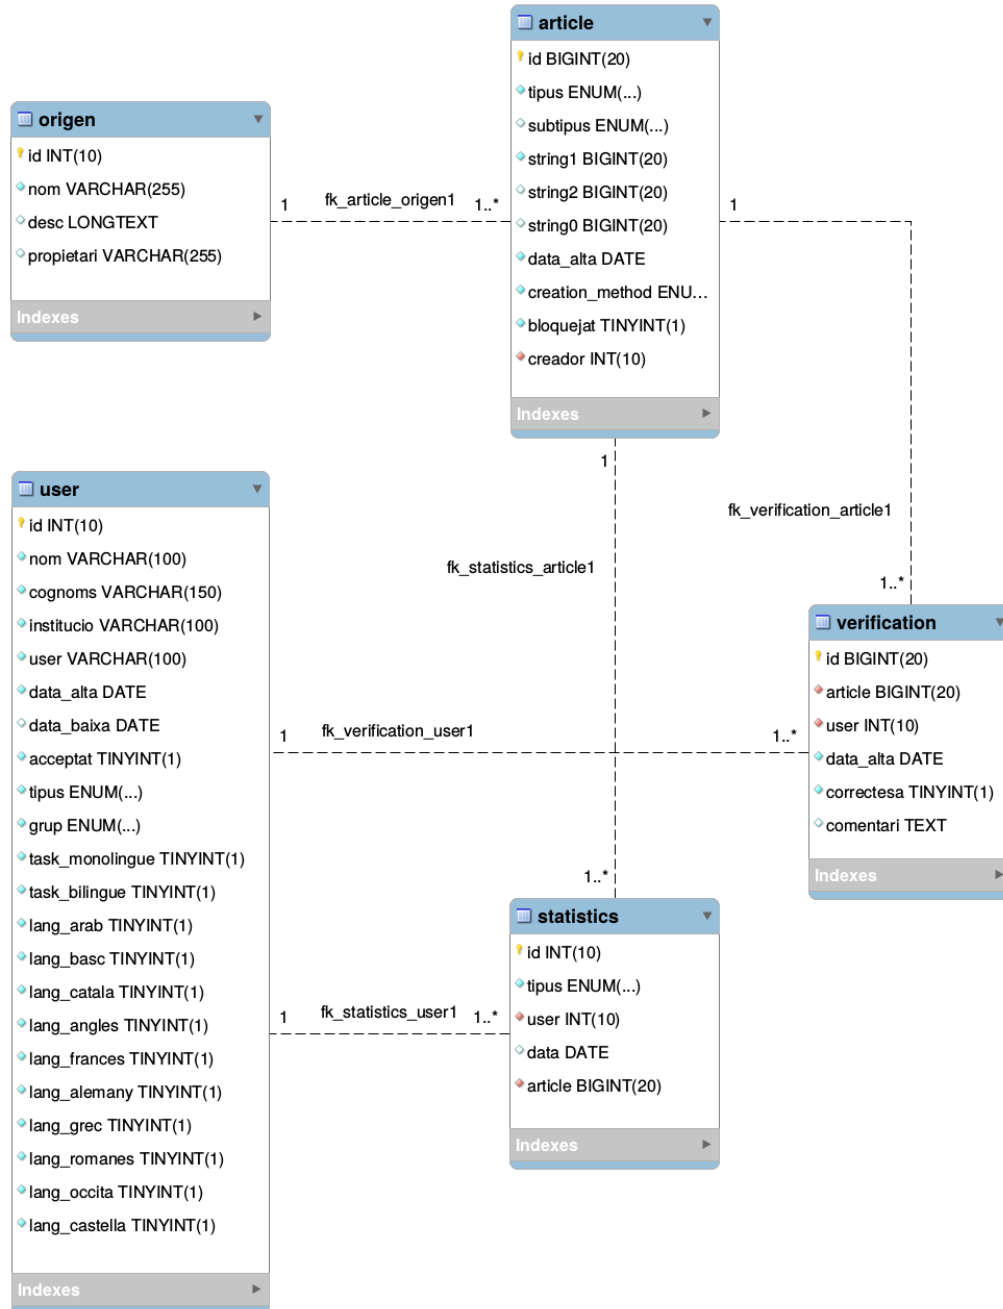 article
id BIGINT(20)
tipus ENUM(...)
subtipus ENUM(...)
string1 BIGINT(20)
string2 BIGINT(20)
string0 BIGINT(20)
data_alta DATE
creation_method ENU...
bloquejat TINYINT(1)
creador INT(10)
Indexes
origen
id INT(10)
nom VARCHAR(255)
desc LONGTEXT
propietari VARCHAR(255)
Indexes
1 fk_article_origen1 1..*
1
fk_verification_article1
1..*
1
fk_statistics_article1
1..*
user
id INT(10)
nom VARCHAR(100)
cognoms VARCHAR(150)
institucio VARCHAR(100)
user VARCHAR(100)
data_alta DATE
data_baixa DATE
acceptat TINYINT(1)
tipus ENUM(...)
grup ENUM(...)
task_monolingue TINYINT(1)
task_bilingue TINYINT(1)
lang_arab TINYINT(1)
lang_basc TINYINT(1)
lang_catala TINYINT(1)
lang_angles TINYINT(1)
lang_frances TINYINT(1)
lang_alemany TINYINT(1)
lang_grec TINYINT(1)
lang_romanes TINYINT(1)
lang_occita TINYINT(1)
lang_castella TINYINT(1)
Indexes
1 fk_verification_user1 1..*
verification
id BIGINT(20)
article BIGINT(20)
user INT(10)
data_alta DATE
correctesa TINYINT(1)
comentari TEXT
Indexes
1 fk_statistics_user1 1..*
statistics
id INT(10)
tipus ENUM(...)
user INT(10)
data DATE
article BIGINT(20)
Indexes